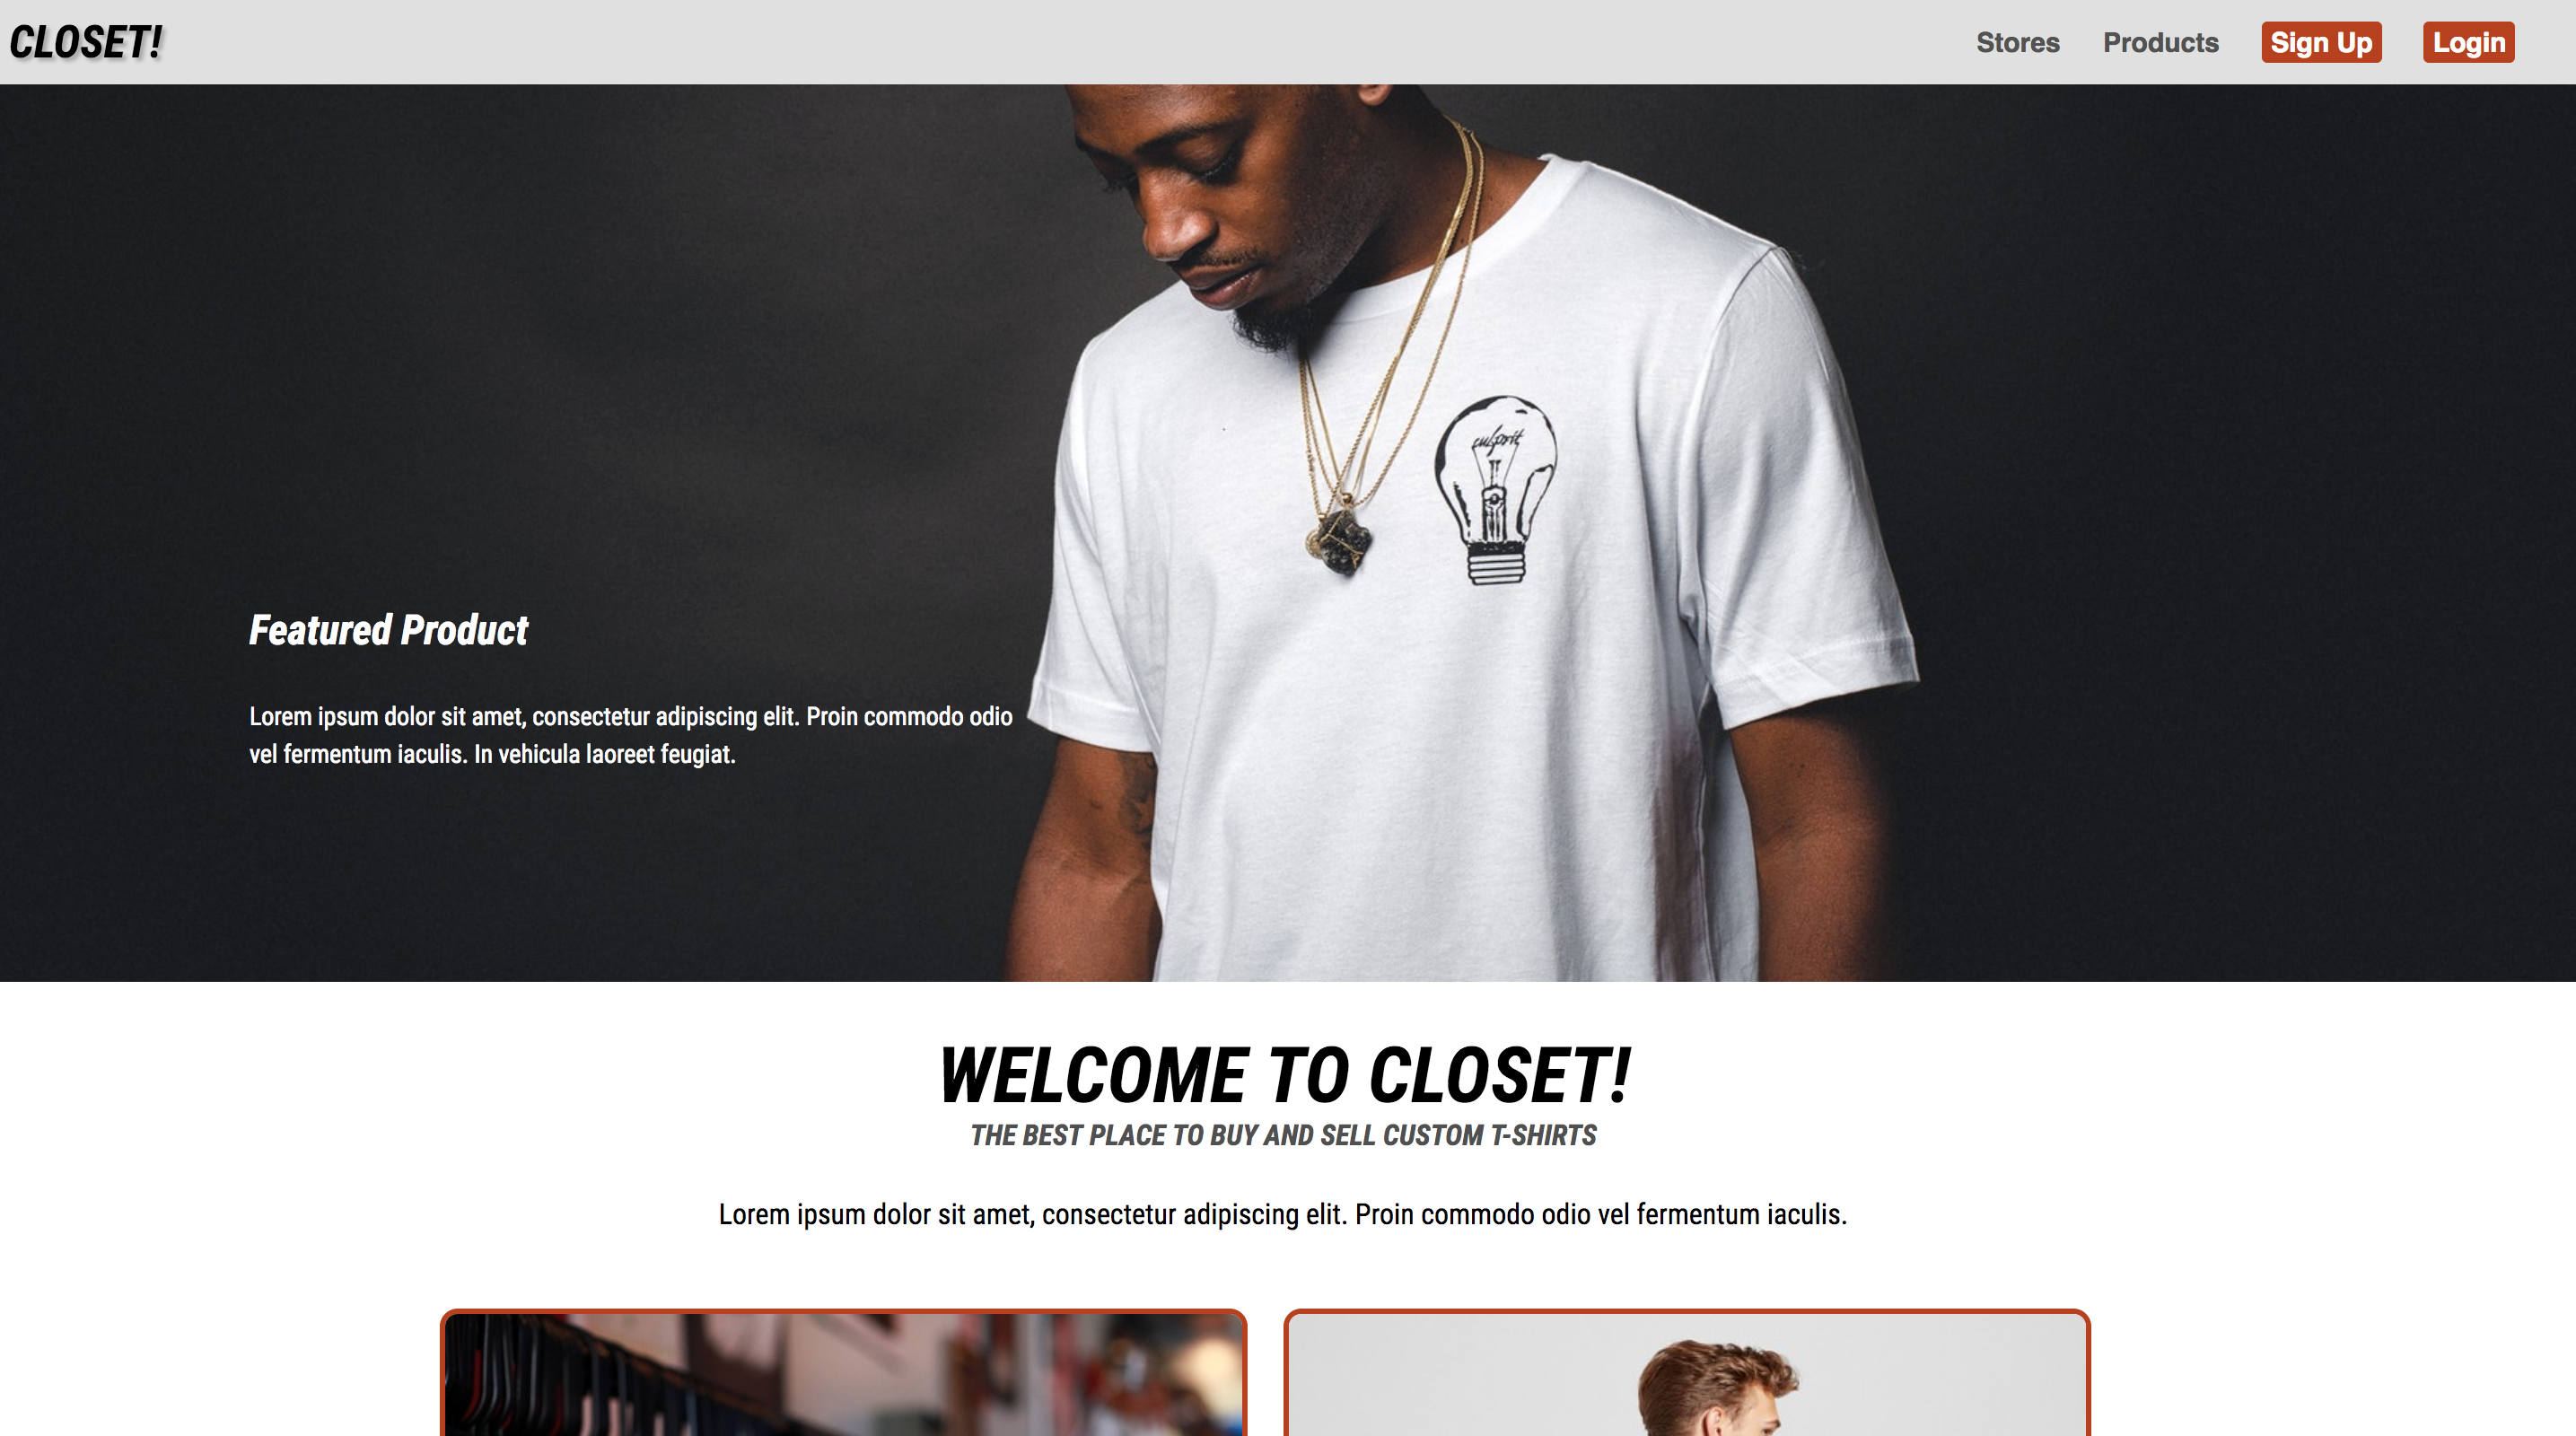 CLOSET!
Stores Products Sign Up Login
culprit
Featured Product
Lorem ipsum dolor sit amet, consectetur adipiscing elit. Proin commodo odio
vel fermentum iaculis. In vehicula laoreet feugiat.
WELCOME TO CLOSET!
THE BEST PLACE TO BUY AND SELL CUSTOM T-SHIRTS
Lorem ipsum dolor sit amet, consectetur adipiscing elit. Proin commodo odio vel fermentum iaculis.